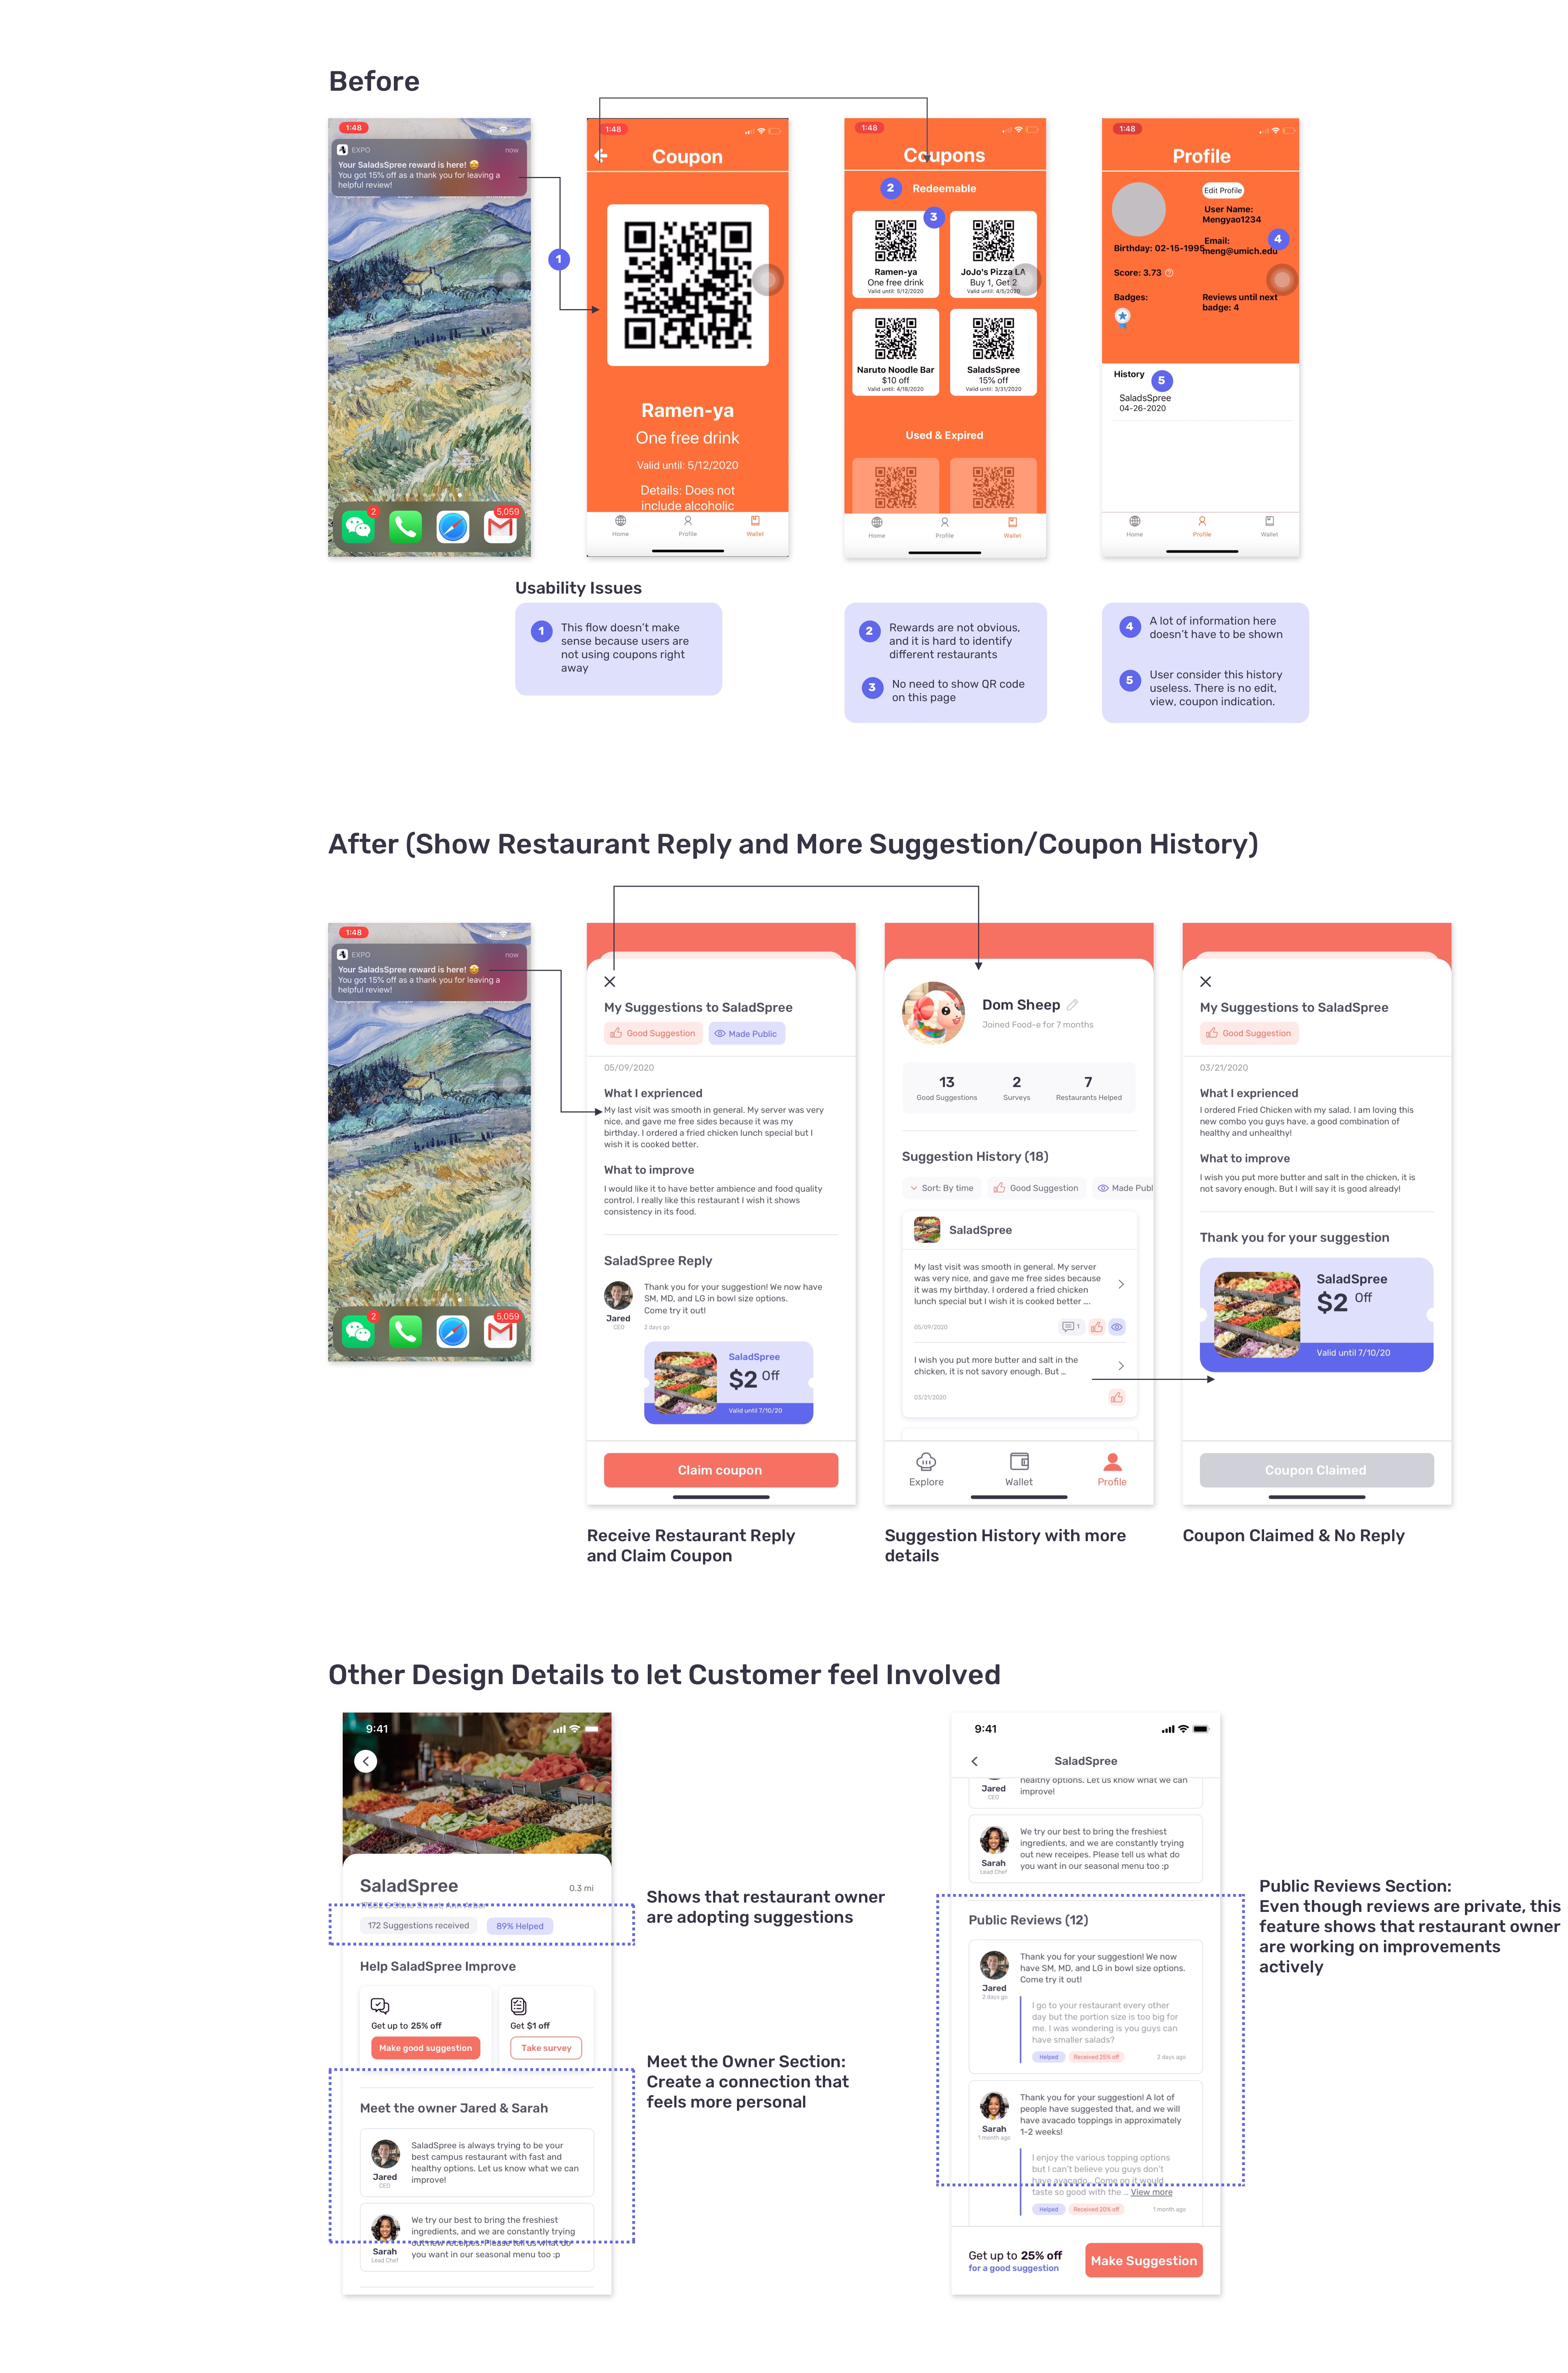 Before
1:48
EXPO
now
Your SaladsSpree reward is here! 🤩
You got 15% off as a thank you for leaving a
helpful review!
2
5,059
1
1:48
Coupon
Ramen-ya
One free drink
Valid until: 5/12/2020
Details: Does not
include alcoholic
Home
Profile
Wallet
1:48
Coupons
2
Redeemable
3
Ramen-ya
One free drink
Valid until: 5/12/2020
JoJo's Pizza LA
Buy 1, Get 2
Valid until: 4/5/2020
Naruto Noodle Bar
$10 off
Valid until: 4/18/2020
SaladsSpree
15% off
Valid until: 3/31/2020
Used & Expired
Home
Profile
Wallet
1:48
Profile
Edit Profile
User Name:
Mengyao1234
Email:
meng@umich.edu
4
Birthday: 02-15-1995
Score: 3.73
Badges:
Reviews until next
badge: 4
History
5
SaladsSpree
04-26-2020
Home
Profile
Wallet
Usability Issues
1
This flow doesn't make
sense because users are
not using coupons right
away
2
Rewards are not obvious,
and it is hard to identify
different restaurants
3
No need to show QR code
on this page
4
A lot of information here
doesn't have to be shown
5
User consider this history
useless. There is no edit,
view, coupon indication.
After (Show Restaurant Reply and More Suggestion/Coupon History)
1:48
EXPO
now
Your SaladsSpree reward is here! 🤩
You got 15% off as a thank you for leaving a
helpful review!
2
5,059
My Suggestions to SaladSpree
Good Suggestion
Made Public
05/09/2020
What I exprienced
My last visit was smooth in general. My server was very
nice, and gave me free sides because it was my
birthday. I ordered a fried chicken lunch special but I
wish it is cooked better.
What to improve
I would like it to have better ambience and food quality
control. I really like this restaurant I wish it shows
consistency in its food.
SaladSpree Reply
Jared
CEO
Thank you for your suggestion! We now have
SM, MD, and LG in bowl size options.
Come try it out!
2 days go
SaladSpree
$2 Off
Valid until 7/10/20
Claim coupon
Dom Sheep
Joined Food-e for 7 months
13
Good Suggestions
2
Surveys
7
Restaurants Helped
Suggestion History (18)
Sort: By time
Good Suggestion
Made Publ
SaladSpree
My last visit was smooth in general. My server
was very nice, and gave me free sides because
it was my birthday. I ordered a fried chicken
lunch special but I wish it is cooked better ....
05/09/2020
1
I wish you put more butter and salt in the
chicken, it is not savory enough. But ...
03/21/2020
Explore
Wallet
Profile
My Suggestions to SaladSpree
Good Suggestion
03/21/2020
What I exprienced
I ordered Fried Chicken with my salad. I am loving this
new combo you guys have, a good combination of
healthy and unhealthy!
What to improve
I wish you put more butter and salt in the chicken, it is
not savory enough. But I will say it is good already!
Thank you for your suggestion
SaladSpree
$2 Off
Valid until 7/10/20
Coupon Claimed
Receive Restaurant Reply
and Claim Coupon
Suggestion History with more
details
Coupon Claimed & No Reply
Other Design Details to let Customer feel Involved
9:41
SaladSpree
0.3 mi
S State Street, Ann Arbor
172 Suggestions received
89% Helped
Help SaladSpree Improve
Get up to 25% off
Make good suggestion
Get $1 off
Take survey
Meet the owner Jared & Sarah
Jared
CEO
SaladSpree is always trying to be your
best campus restaurant with fast and
healthy options. Let us know what we can
improve!
Sarah
Lead Chef
We try our best to bring the freshiest
ingredients, and we are constantly trying
out new receipes. Please tell us what do
you want in our seasonal menu too :p
Shows that restaurant owner
are adopting suggestions
Meet the Owner Section:
Create a connection that
feels more personal
9:41
SaladSpree
Jared
CEO
healthy options. Let us know what we can
improve!
Sarah
Lead Chef
We try our best to bring the freshiest
ingredients, and we are constantly trying
out new receipes. Please tell us what do
you want in our seasonal menu too :p
Public Reviews (12)
Jared
2 days go
Thank you for your suggestion! We now
have SM, MD, and LG in bowl size options.
Come try it out!
I go to your restaurant every other
day but the portion size is too big for
me. I was wondering is you guys can
have smaller salads?
Helped
Received 25% off
2 days ago
Sarah
1 month ago
Thank you for your suggestion! A lot of
people have suggested that, and we will
have avacado toppings in approximately
1-2 weeks!
I enjoy the various topping options
but I can't believe you guys don't
have avacado. Come on it would
taste so good with the ... View more
Helped
Received 20% off
1 month ago
Get up to 25% off
for a good suggestion
Make Suggestion
Public Reviews Section:
Even though reviews are private, this
feature shows that restaurant owner
are working on improvements
actively